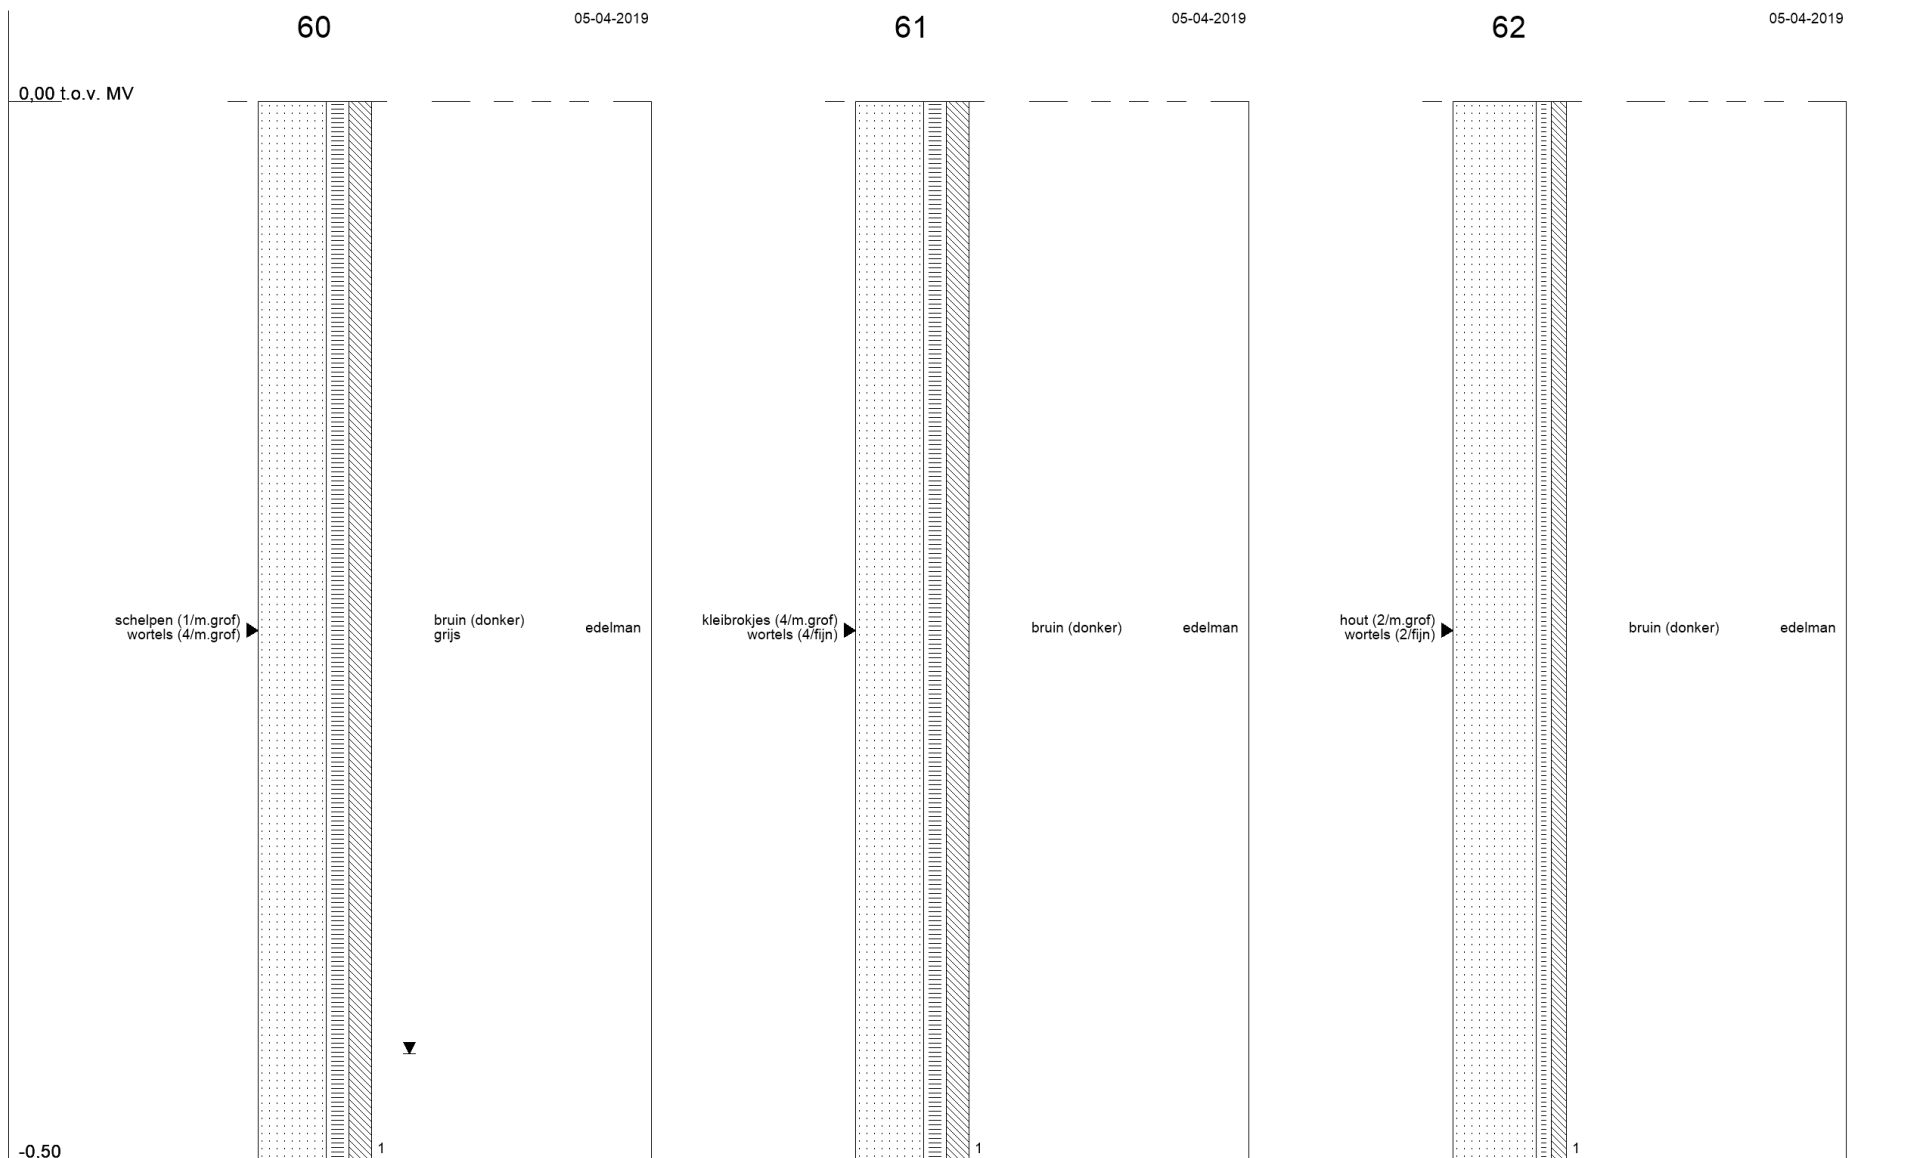 60
05-04-2019
61
05-04-2019
62
05-04-2019
0,00 t.o.v. MV
schelpen (1/m.grof)
wortels (4/m.grof)
bruin (donker)
grijs
edelman
kleibrokjes (4/m.grof)
wortels (4/fijn)
bruin (donker)
edelman
hout (2/m.grof)
wortels (2/fijn)
bruin (donker)
edelman
-0,50
1
1
1